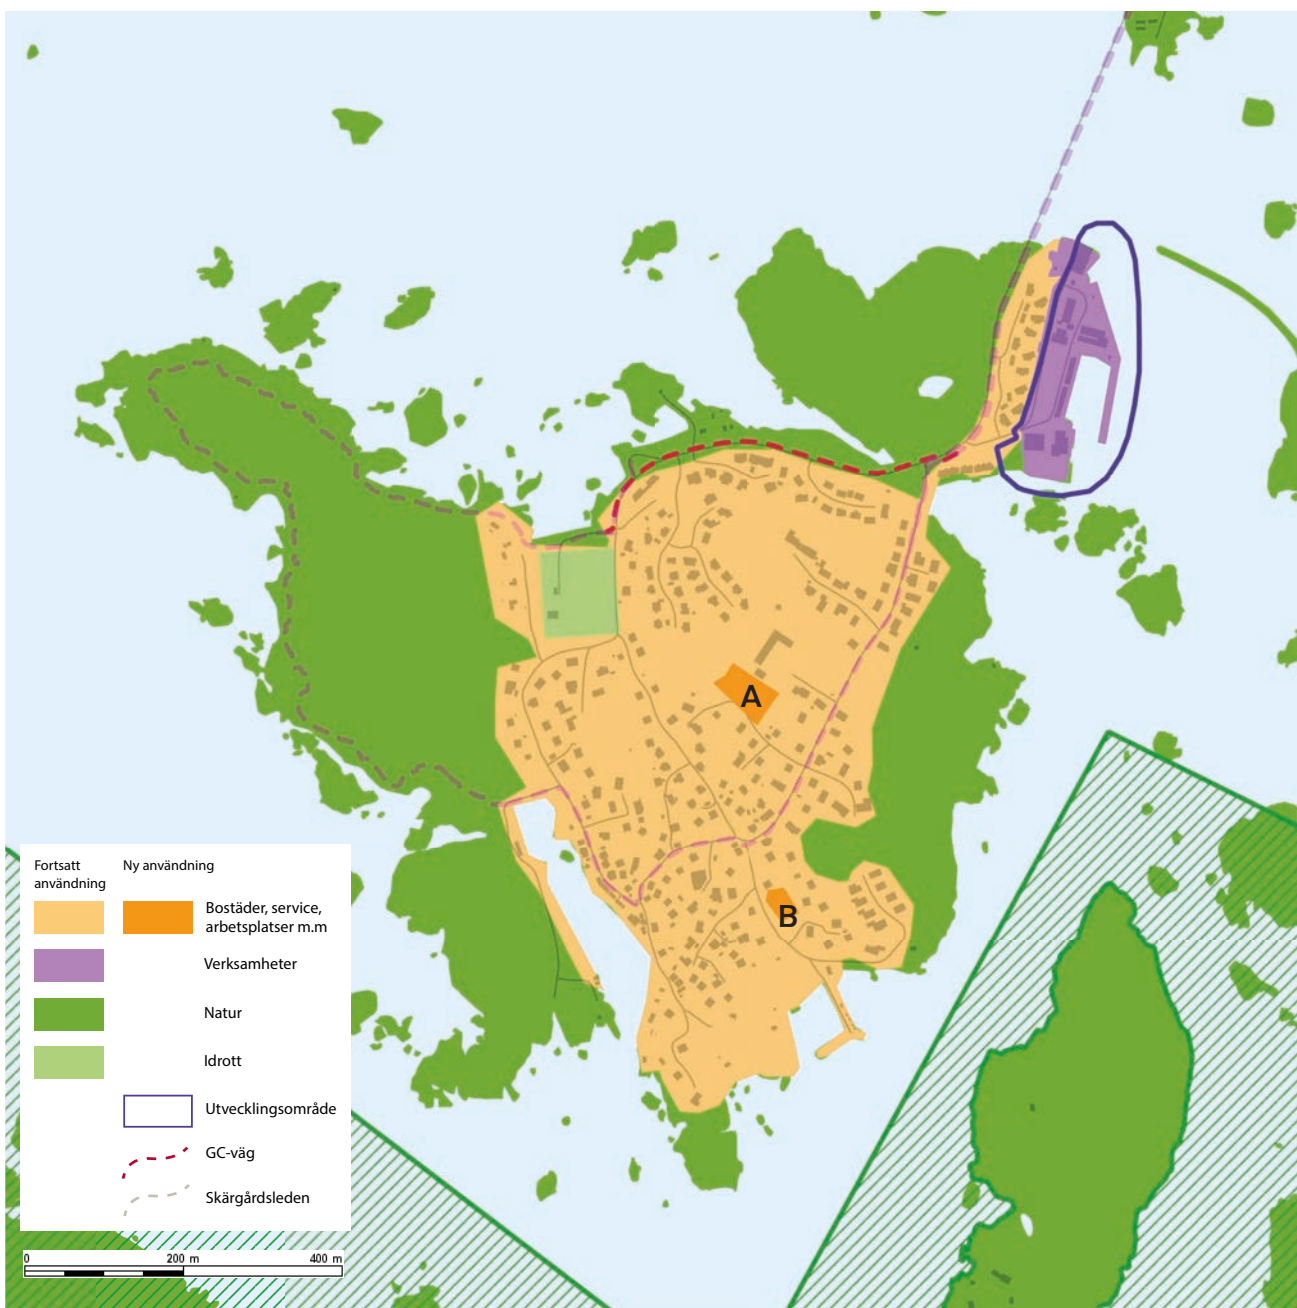 A
B
Fortsatt användning
Ny användning
Bostäder, service,
arbetsplatser m.m
Verksamheter
Natur
Idrott
Utvecklingsområde
GC-väg
Skärgårdsleden
0 200 m 400 m